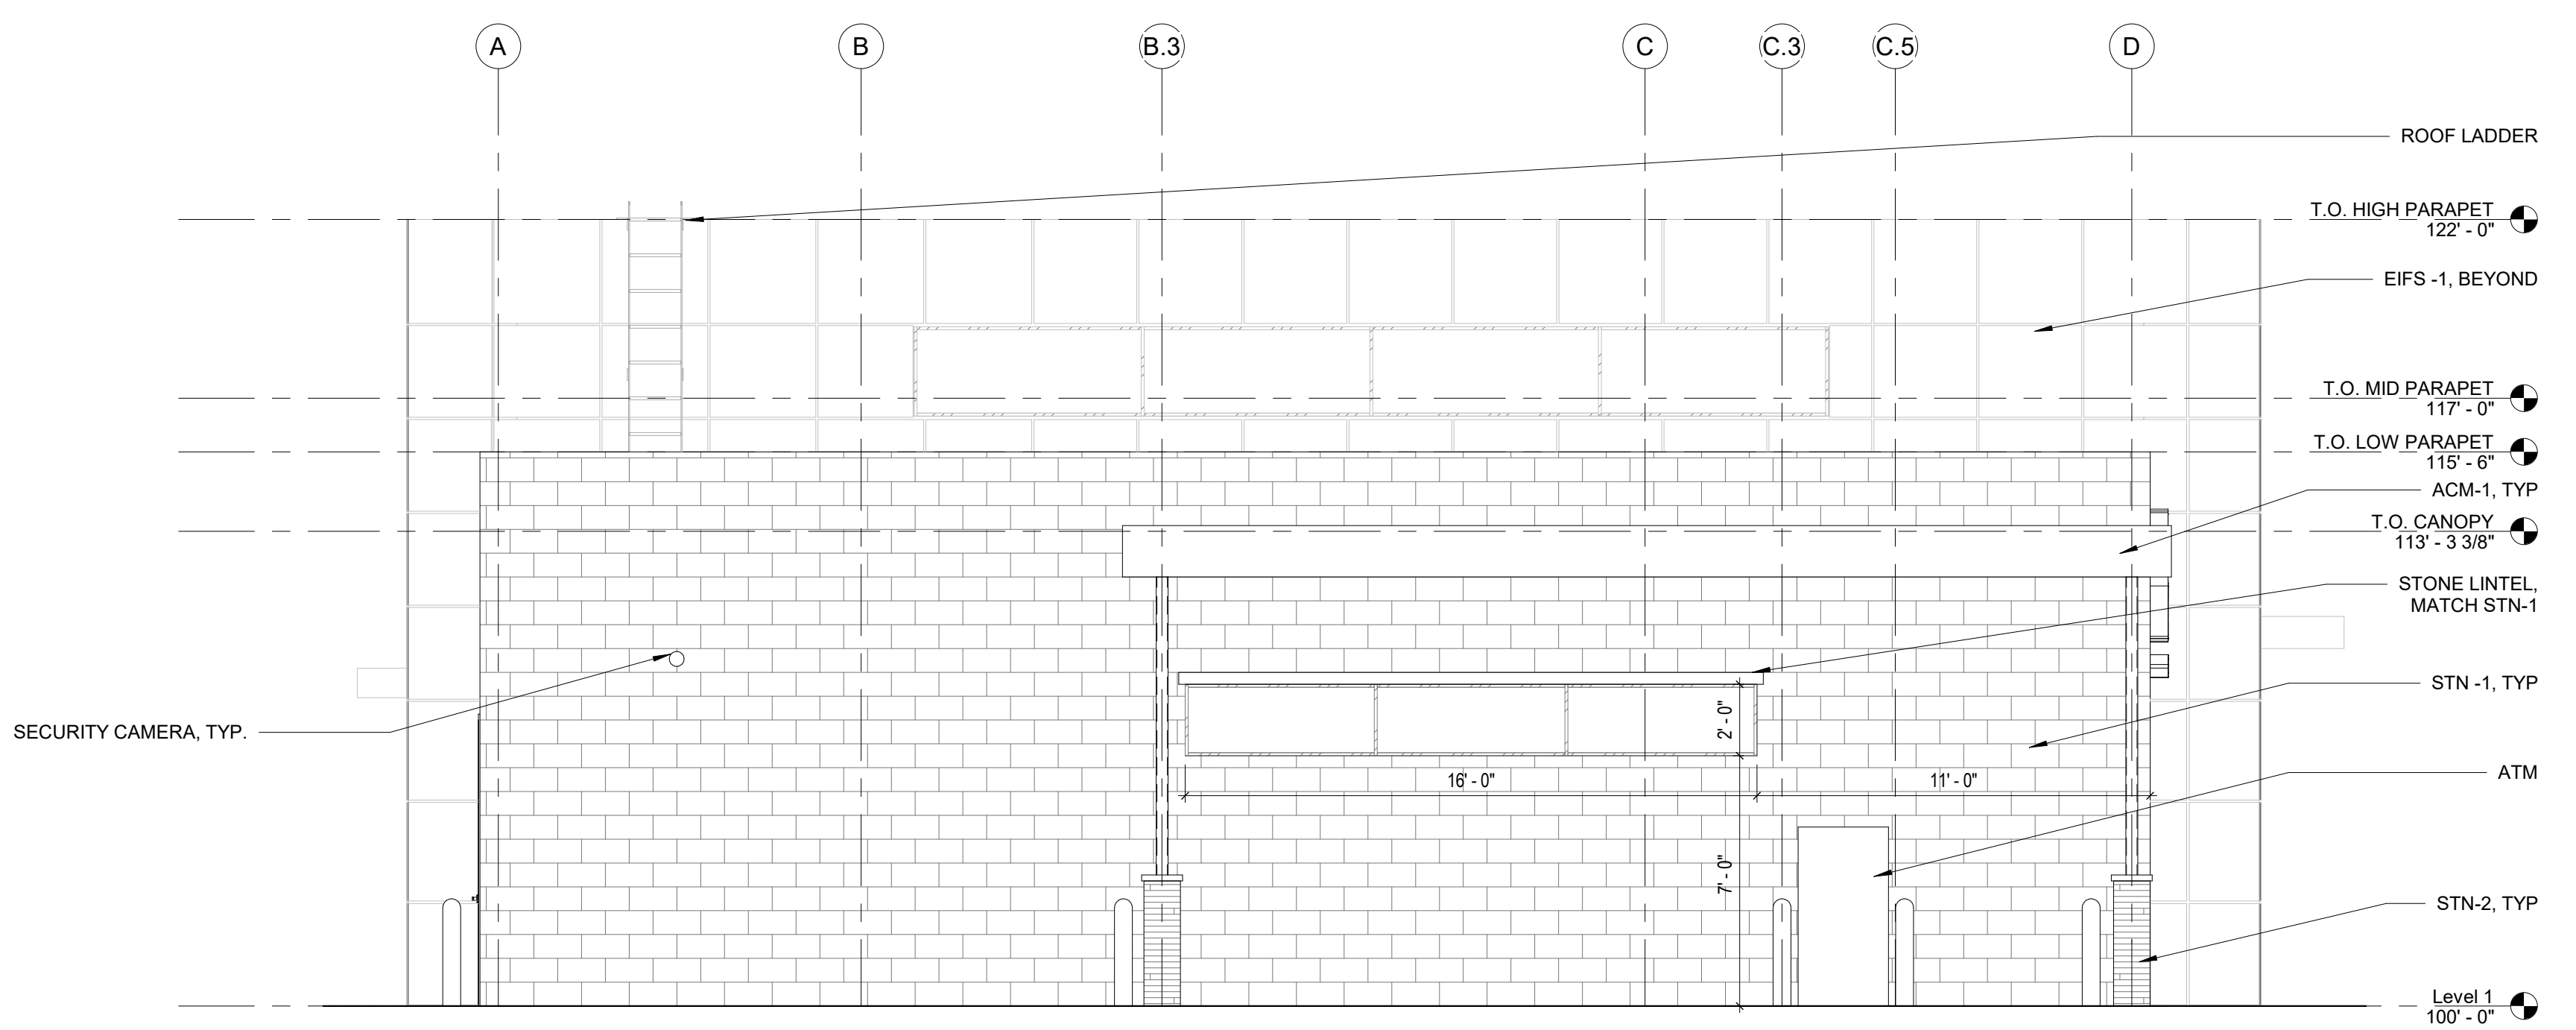 A
B
B.3
C
C.3
C.5
D
ROOF LADDER
T.O. HIGH PARAPET
122' - 0"
EIFS -1, BEYOND
T.O. MID PARAPET
117' - 0"
T.O. LOW PARAPET
115' - 6"
ACM-1, TYP
T.O. CANOPY
113' - 3 3/8"
STONE LINTEL,
MATCH STN-1
STN -1, TYP
SECURITY CAMERA, TYP.
2' - 0"
16' - 0"
11' - 0"
ATM
7' - 0"
STN-2, TYP
Level 1
100' - 0"